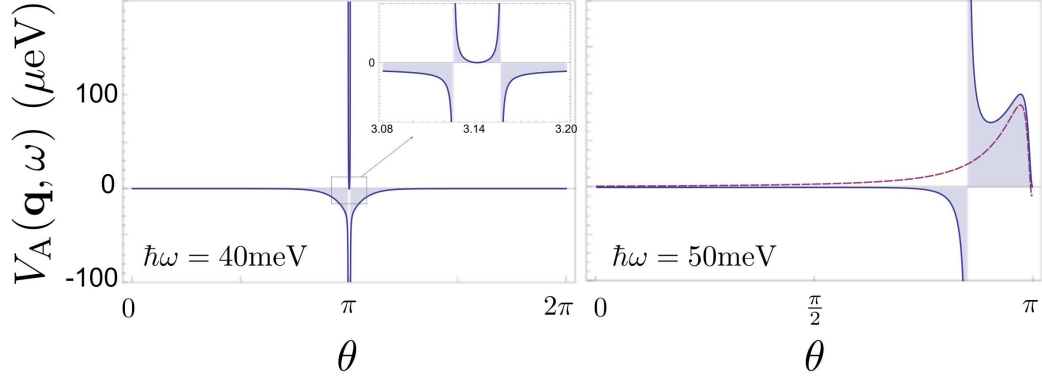 V_A(q, ω) (μeV)
100
0
-100
0
3.08 3.14 3.20
ħω = 40meV
0 π 2π
θ
ħω = 50meV
0 π/2 π
θ